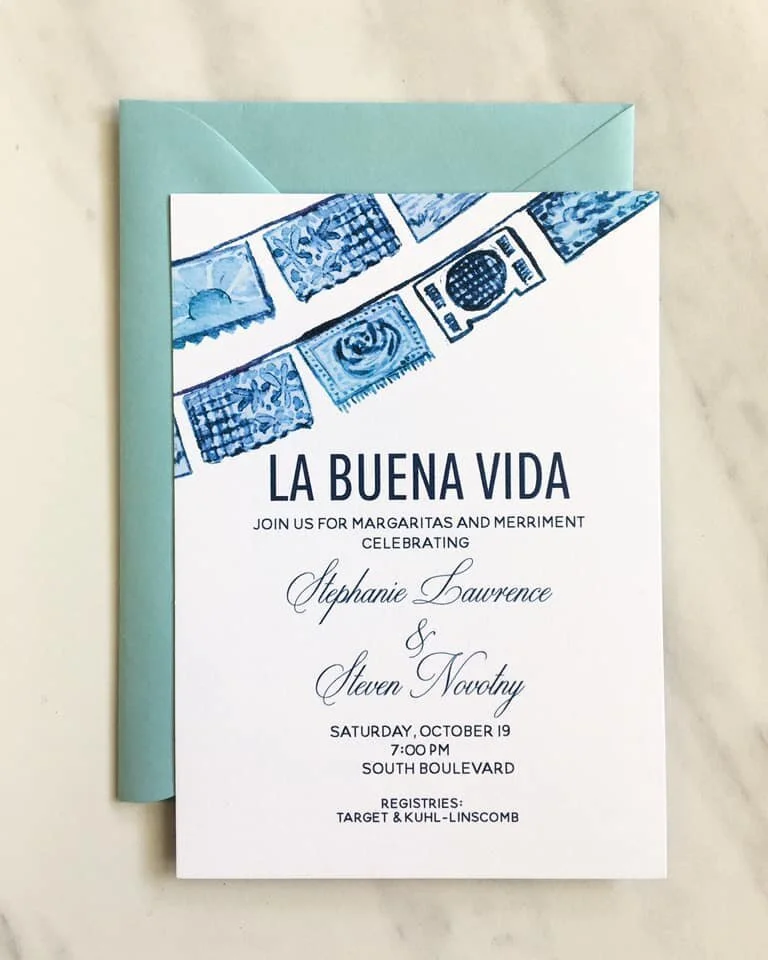 LA BUENA VIDA
JOIN US FOR MARGARITAS AND MERRIMENT
CELEBRATING
Stephanie Lawrence
&
Steven Novotny
SATURDAY, OCTOBER 19
7:00 PM
SOUTH BOULEVARD
REGISTRIES:
TARGET & KUHL-LINSCOMB